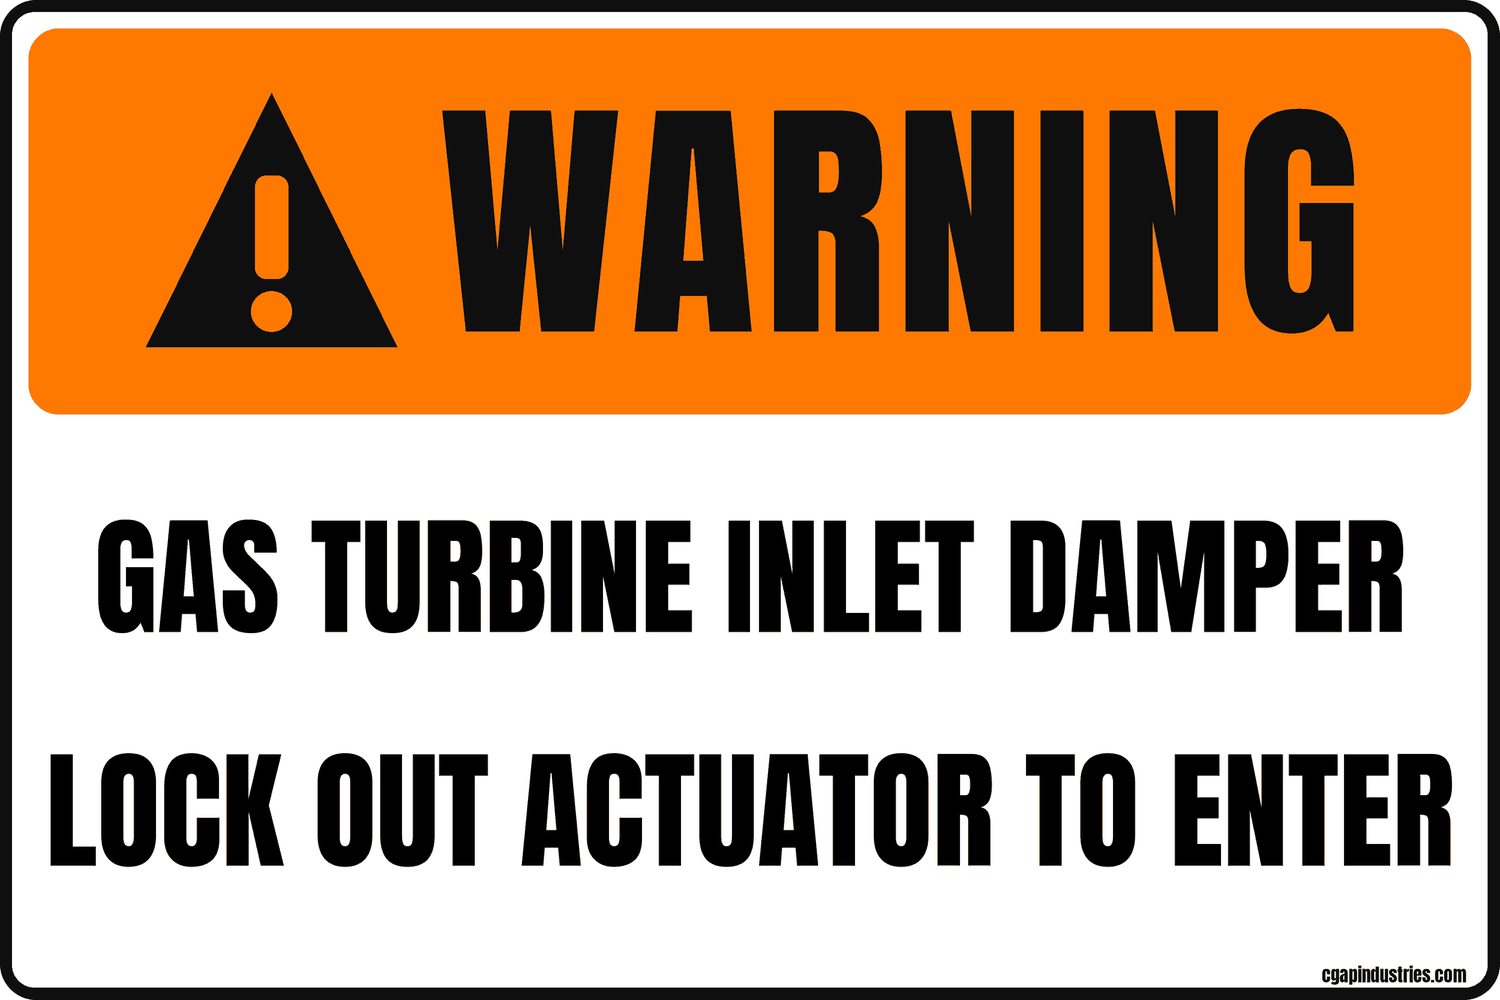 WARNING
GAS TURBINE INLET DAMPER
LOCK OUT ACTUATOR TO ENTER
cgapindustries.com